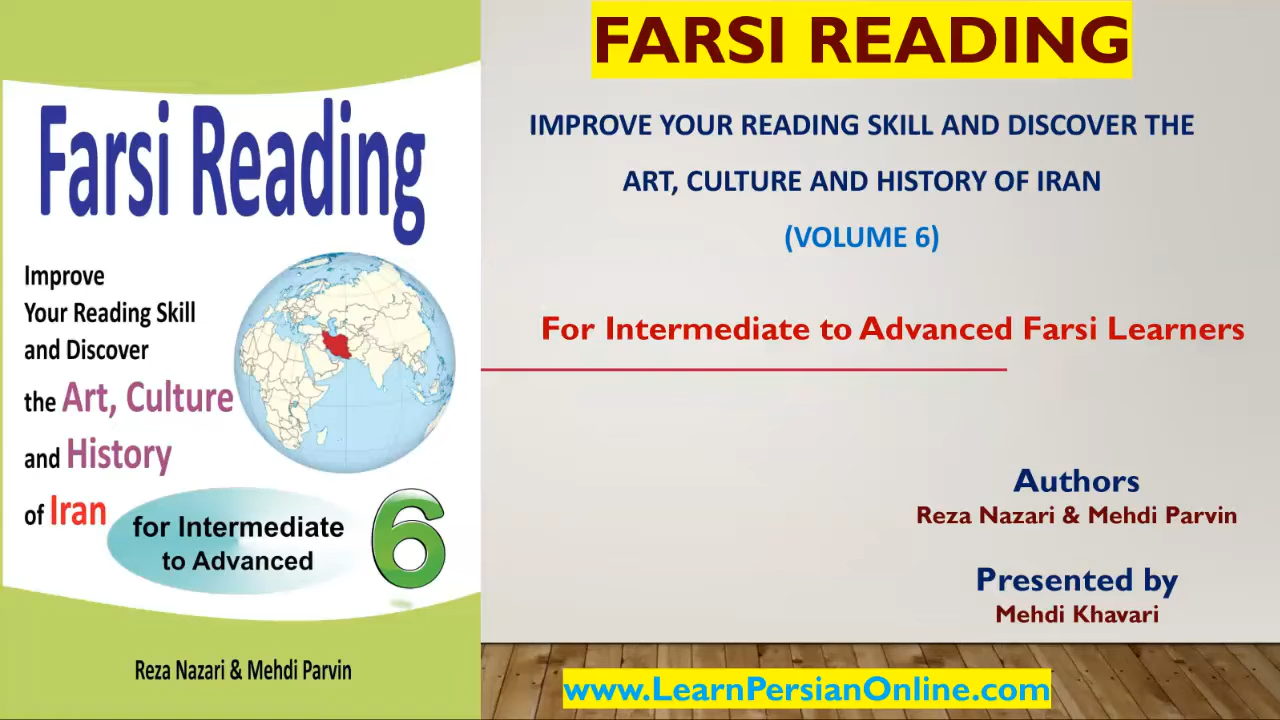 Farsi Reading
Improve
Your Reading Skill
and Discover
the Art, Culture
and History
of Iran
for Intermediate
to Advanced
6
Reza Nazari & Mehdi Parvin
FARSI READING
IMPROVE YOUR READING SKILL AND DISCOVER THE
ART, CULTURE AND HISTORY OF IRAN
(VOLUME 6)
For Intermediate to Advanced Farsi Learners
Authors
Reza Nazari & Mehdi Parvin
Presented by
Mehdi Khavari
www.LearnPersianOnline.com